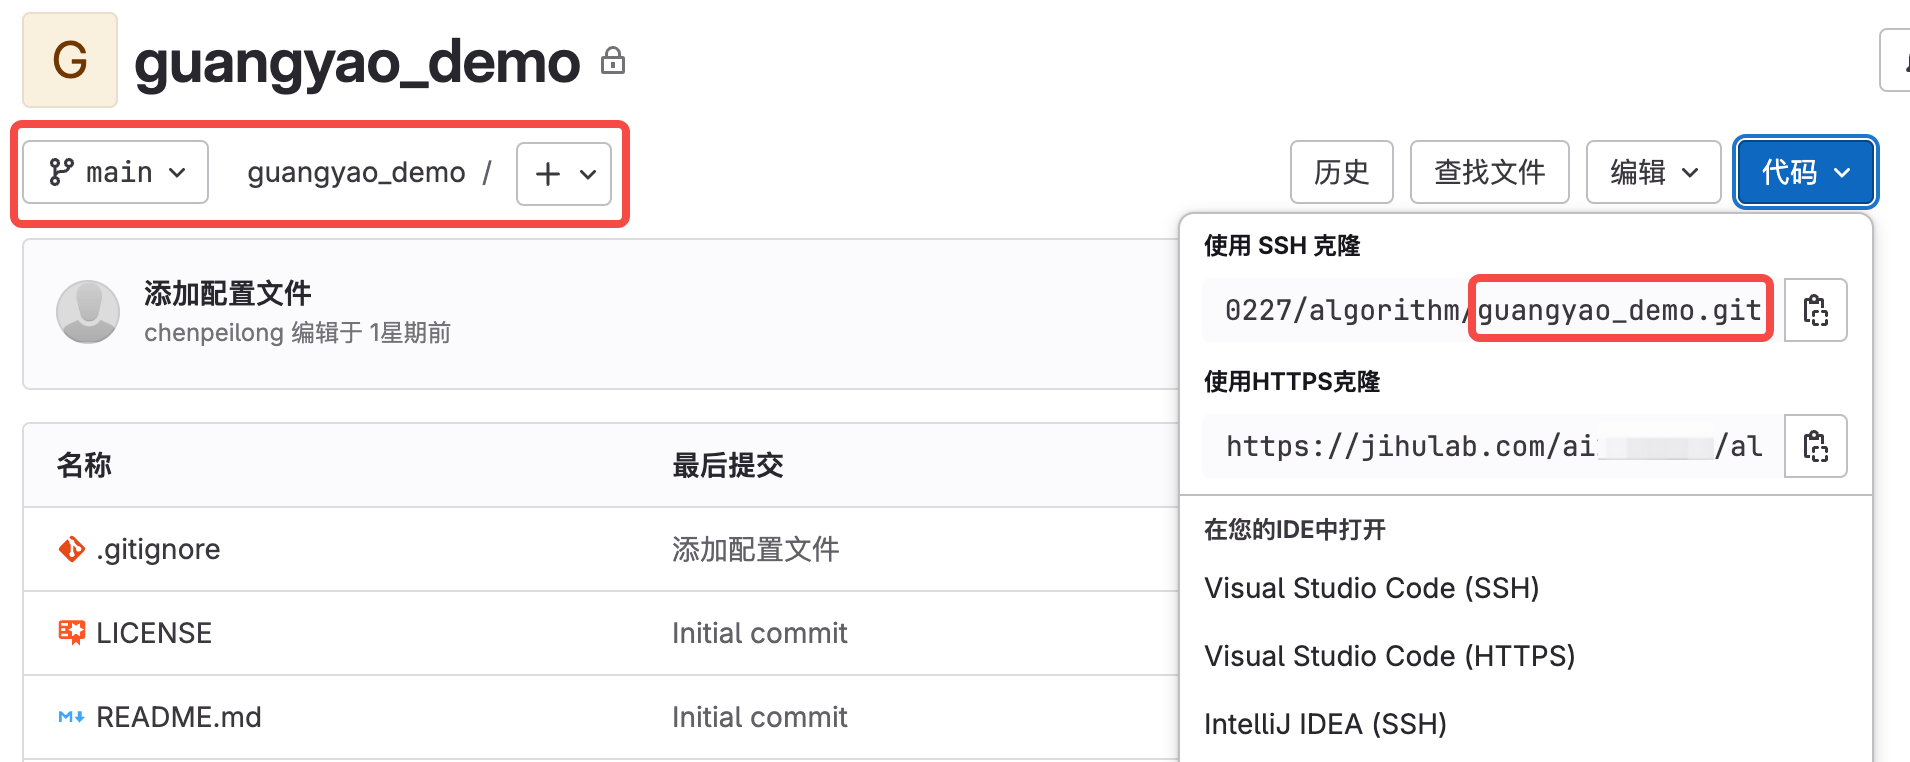 G guangyao_demo
main guangyao_demo / +
历史 查找文件 编辑 代码
添加配置文件
chenpeilong 编辑于 1星期前
名称 最后提交
.gitignore 添加配置文件
LICENSE Initial commit
README.md Initial commit
使用 SSH 克隆
0227/algorithm/guangyao_demo.git
使用HTTPS克隆
https://jihulab.com/ai /al
在您的IDE中打开
Visual Studio Code (SSH)
Visual Studio Code (HTTPS)
IntelliJ IDEA (SSH)